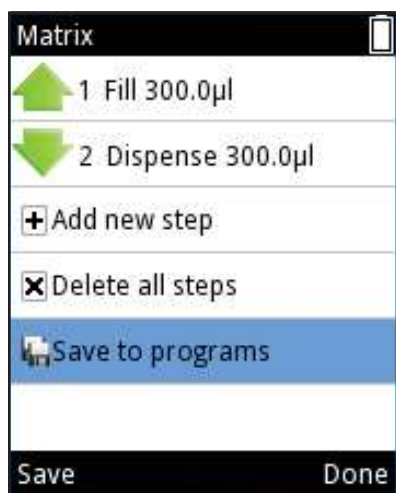 Matrix
1 Fill 300.0µl
2 Dispense 300.0µl
Add new step
Delete all steps
Save to programs
Save Done